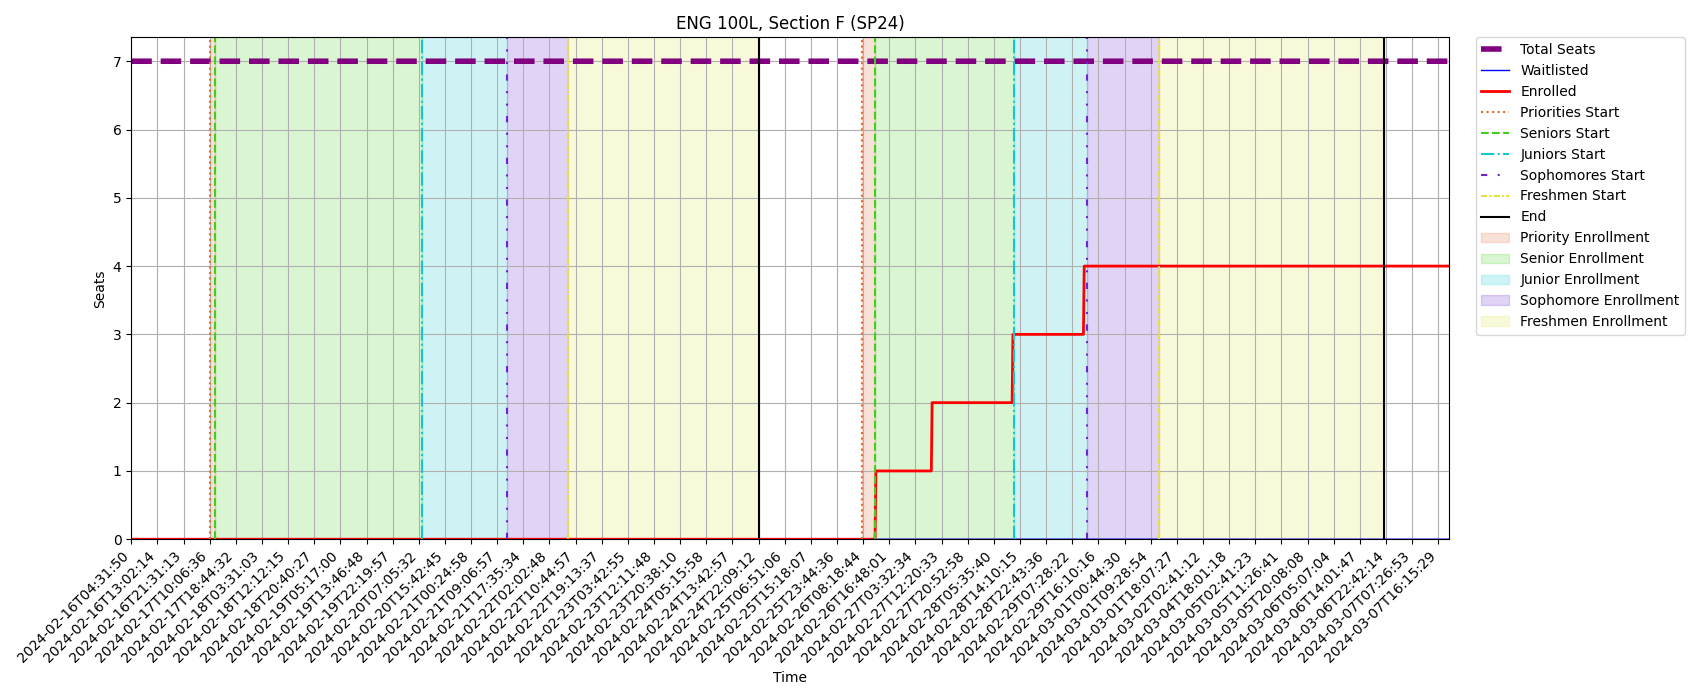 ENG 100L, Section F (SP24)
Seats
7
6
5
4
3
2
1
0
2024-02-16T04:31:50
2024-02-16T13:02:14
2024-02-16T21:31:13
2024-02-17T10:06:36
2024-02-17T18:44:32
2024-02-18T03:31:03
2024-02-18T12:12:15
2024-02-18T20:40:27
2024-02-19T05:17:00
2024-02-19T13:46:48
2024-02-19T22:19:57
2024-02-20T07:05:32
2024-02-20T15:42:45
2024-02-21T00:24:58
2024-02-21T09:06:57
2024-02-21T17:35:34
2024-02-22T02:02:48
2024-02-22T10:44:57
2024-02-22T19:13:37
2024-02-23T03:42:55
2024-02-23T12:11:48
2024-02-23T20:38:10
2024-02-24T05:15:58
2024-02-24T13:42:57
2024-02-24T22:09:12
2024-02-25T06:51:06
2024-02-25T15:18:07
2024-02-25T23:44:36
2024-02-26T08:18:44
2024-02-26T16:48:01
2024-02-27T03:32:34
2024-02-27T12:20:33
2024-02-27T20:52:58
2024-02-28T05:35:40
2024-02-28T14:10:15
2024-02-28T22:43:36
2024-02-29T07:28:22
2024-02-29T16:10:16
2024-03-01T00:44:30
2024-03-01T09:28:54
2024-03-01T18:07:27
2024-03-02T02:41:12
2024-03-04T18:01:18
2024-03-05T02:41:23
2024-03-05T11:26:41
2024-03-05T20:08:08
2024-03-06T05:07:04
2024-03-06T14:01:47
2024-03-06T22:42:14
2024-03-07T07:26:53
2024-03-07T16:15:29
Time
Total Seats
Waitlisted
Enrolled
Priorities Start
Seniors Start
Juniors Start
Sophomores Start
Freshmen Start
End
Priority Enrollment
Senior Enrollment
Junior Enrollment
Sophomore Enrollment
Freshmen Enrollment